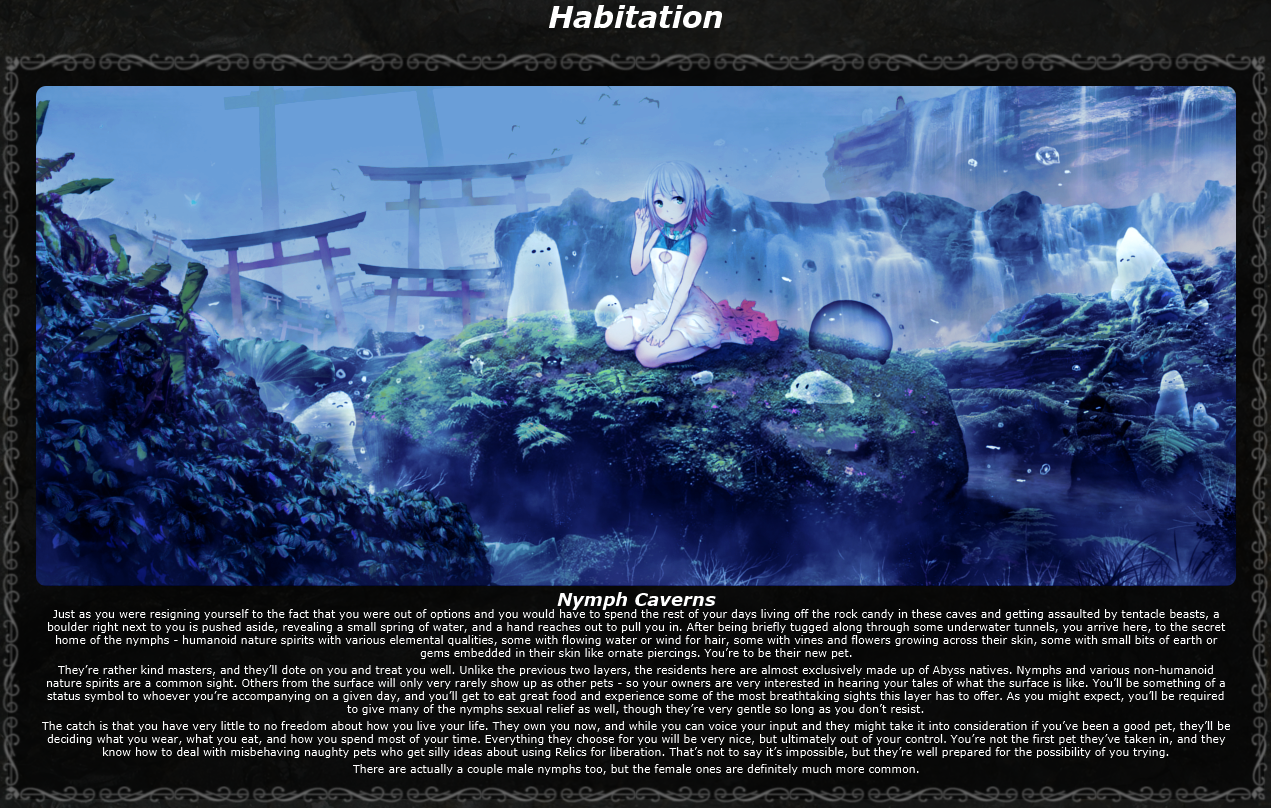 Habitation
Nymph Caverns
Just as you were resigning yourself to the fact that you were out of options and you would have to spend the rest of your days living off the rock candy in these caves and getting assaulted by tentacle beasts, a
boulder right next to you is pushed aside, revealing a small spring of water, and a hand reaches out to pull you in. After being briefly tugged along through some underwater tunnels, you arrive here, to the secret
home of the nymphs - humanoid nature spirits with various elemental qualities, some with flowing water or wind for hair, some with vines and flowers growing across their skin, some with small bits of earth or
gems embedded in their skin like ornate piercings. You're to be their new pet.
They're rather kind masters, and they'll dote on you and treat you well. Unlike the previous two layers, the residents here are almost exclusively made up of Abyss natives. Nymphs and various non-humanoid
nature spirits are a common sight. Others from the surface will only very rarely show up as other pets - so your owners are very interested in hearing your tales of what the surface is like. You'll be something of a
status symbol to whoever you're accompanying on a given day, and you'll get to eat great food and experience some of the most breathtaking sights this layer has to offer. As you might expect, you'll be required
to give many of the nymphs sexual relief as well, though they're very gentle so long as you don't resist.
The catch is that you have very little to no freedom about how you live your life. They own you now, and while you can voice your input and they might take it into consideration if you've been a good pet, they'll be
deciding what you wear, what you eat, and how you spend most of your time. Everything they choose for you will be very nice, but ultimately out of your control. You're not the first pet they've taken in, and they
know how to deal with misbehaving naughty pets who get silly ideas about using Relics for liberation. That's not to say it's impossible, but they're well prepared for the possibility of you trying.
There are actually a couple male nymphs too, but the female ones are definitely much more common.